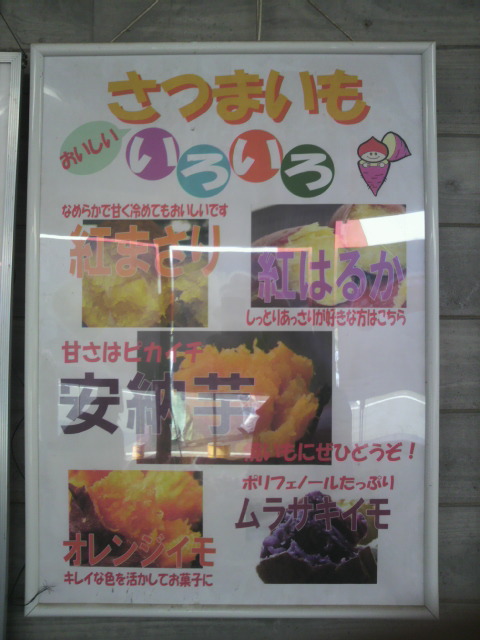 さつまいも
おいしい
いろいろ
なめらかで甘く冷めてもおいしいです
紅まさり
紅はるか
しっとりあっさりが好きな方はこちら
甘さはピカイチ
安納芋
いもにぜひどうぞ！
オレンジイモ
キレイな色を活かしてお菓子に
ポリフェノールたっぷり
ムラサキイモ